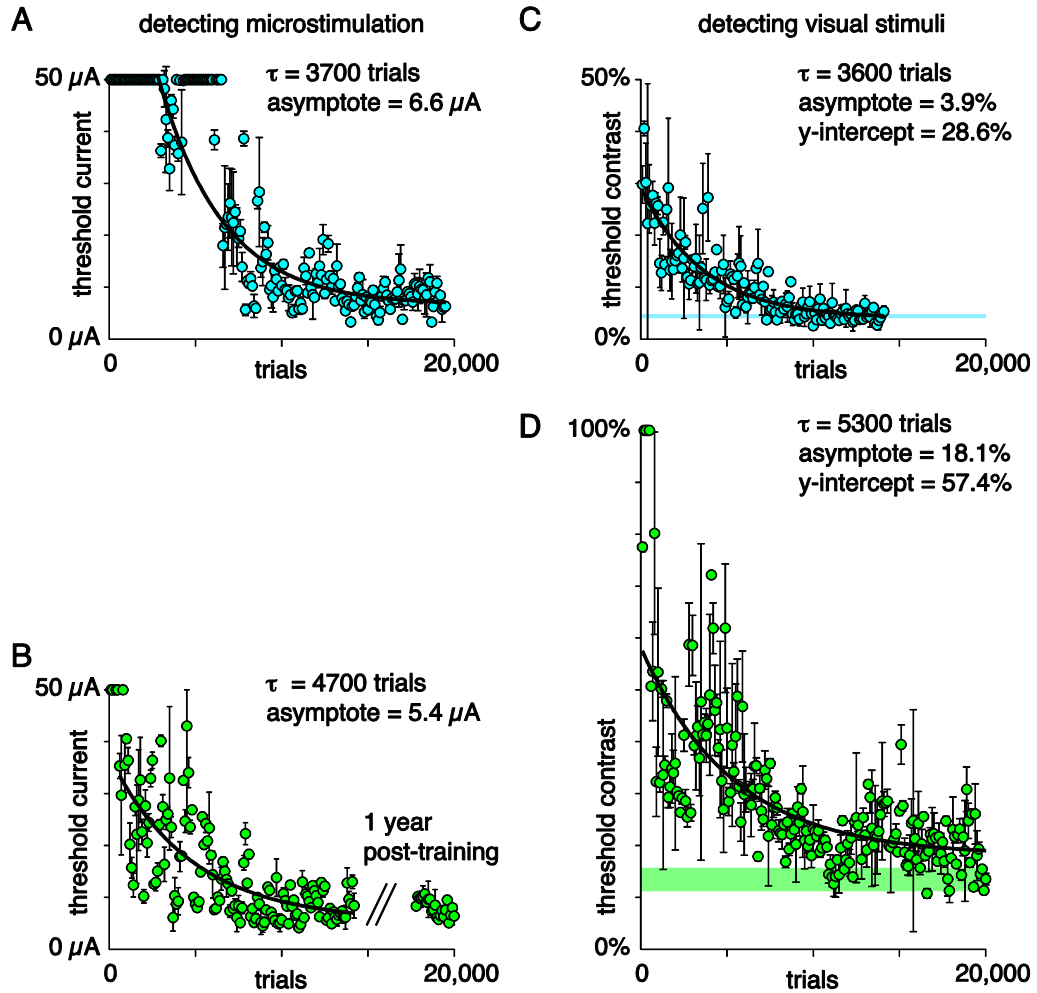 A
detecting microstimulation
50 µA
τ = 3700 trials
asymptote = 6.6 µA
threshold current
0 µA
0
trials
20,000
C
detecting visual stimuli
50%
τ = 3600 trials
asymptote = 3.9%
y-intercept = 28.6%
threshold contrast
0%
0
trials
20,000
B
50 µA
τ = 4700 trials
asymptote = 5.4 µA
threshold current
1 year
post-training
0 µA
0
trials
20,000
D
100%
τ = 5300 trials
asymptote = 18.1%
y-intercept = 57.4%
threshold contrast
0%
0
trials
20,000